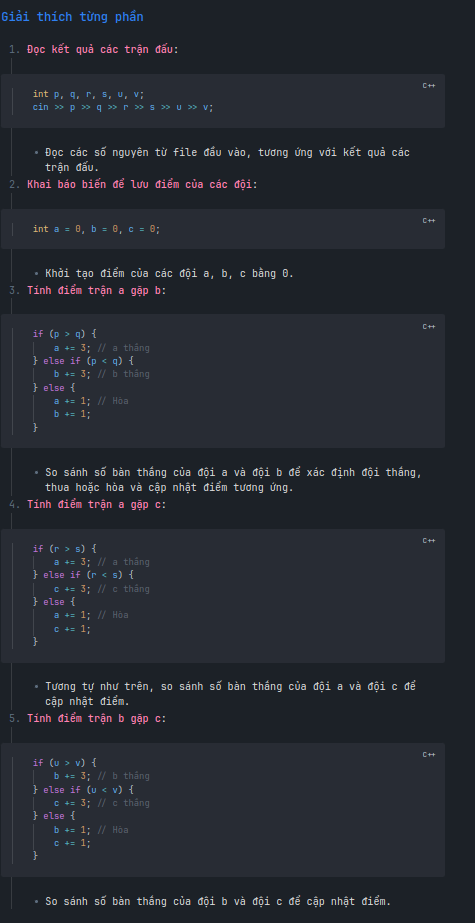 Giải thích từng phần
1. Đọc kết quả các trận đấu:
C++
int p, q, r, s, u, v;
cin >> p >> q >> r >> s >> u >> v;
• Đọc các số nguyên từ file đầu vào, tương ứng với kết quả các
trận đấu.
2. Khai báo biến để lưu điểm của các đội:
C++
int a = 0, b = 0, c = 0;
• Khởi tạo điểm của các đội a, b, c bằng 0.
3. Tính điểm trận a gặp b:
C++
if (p > q) {
a += 3; // a thắng
} else if (p < q) {
b += 3; // b thắng
} else {
a += 1; // Hòa
b += 1;
}
• So sánh số bàn thắng của đội a và đội b để xác định đội thắng,
thua hoặc hòa và cập nhật điểm tương ứng.
4. Tính điểm trận a gặp c:
C++
if (r > s) {
a += 3; // a thắng
} else if (r < s) {
c += 3; // c thắng
} else {
a += 1; // Hòa
c += 1;
}
• Tương tự như trên, so sánh số bàn thắng của đội a và đội c để
cập nhật điểm.
5. Tính điểm trận b gặp c:
C++
if (u > v) {
b += 3; // b thắng
} else if (u < v) {
c += 3; // c thắng
} else {
b += 1; // Hòa
c += 1;
}
• So sánh số bàn thắng của đội b và đội c để cập nhật điểm.